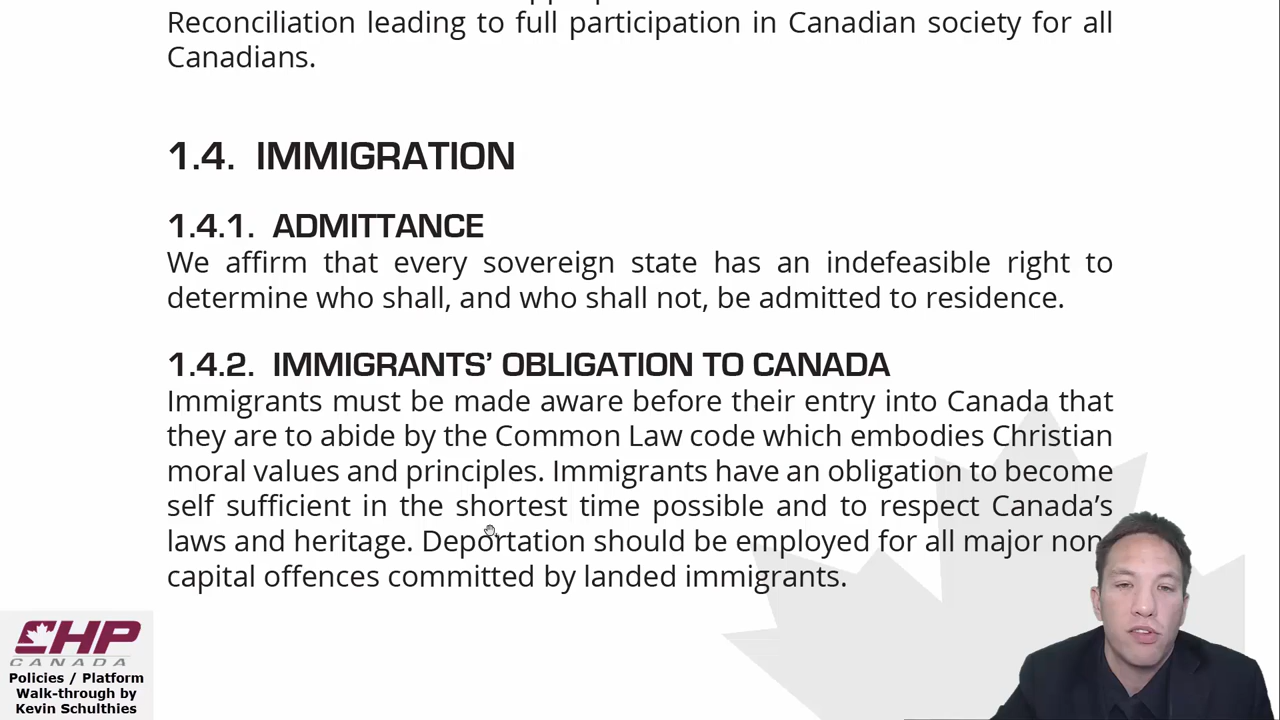 Reconciliation leading to full participation in Canadian society for all
Canadians.
1.4. IMMIGRATION
1.4.1. ADMITTANCE
We affirm that every sovereign state has an indefeasible right to
determine who shall, and who shall not, be admitted to residence.
1.4.2. IMMIGRANTS’ OBLIGATION TO CANADA
Immigrants must be made aware before their entry into Canada that
they are to abide by the Common Law code which embodies Christian
moral values and principles. Immigrants have an obligation to become
self sufficient in the shortest time possible and to respect Canada’s
laws and heritage. Deportation should be employed for all major non
capital offences committed by landed immigrants.
CHP
CANADA
Policies / Platform
Walk-through by
Kevin Schulthies